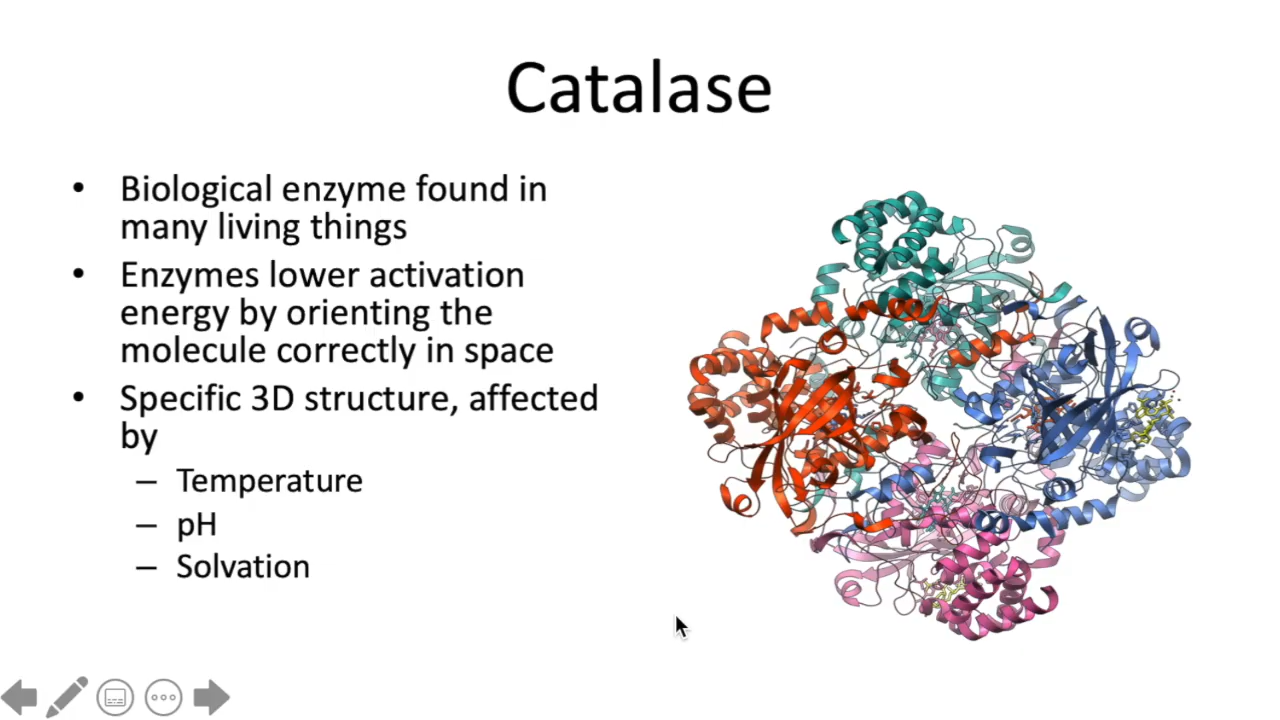 Catalase
• Biological enzyme found in
many living things
• Enzymes lower activation
energy by orienting the
molecule correctly in space
• Specific 3D structure, affected
by
– Temperature
– pH
– Solvation